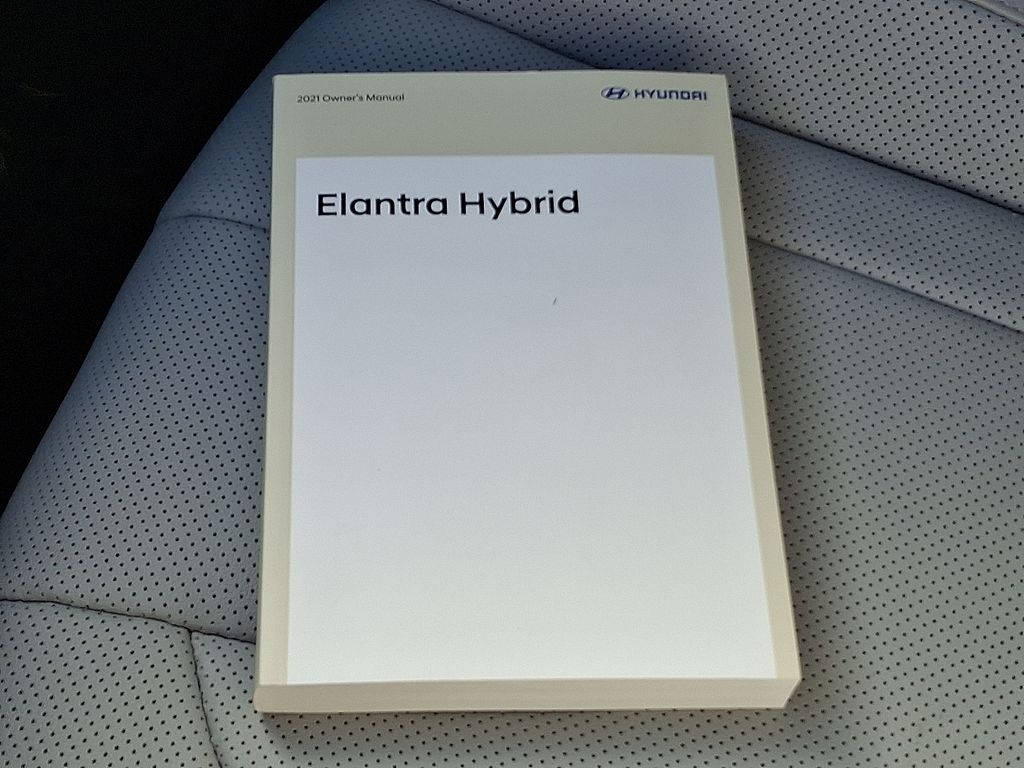 2021 Owner's Manual
HYUNDAI
Elantra Hybrid